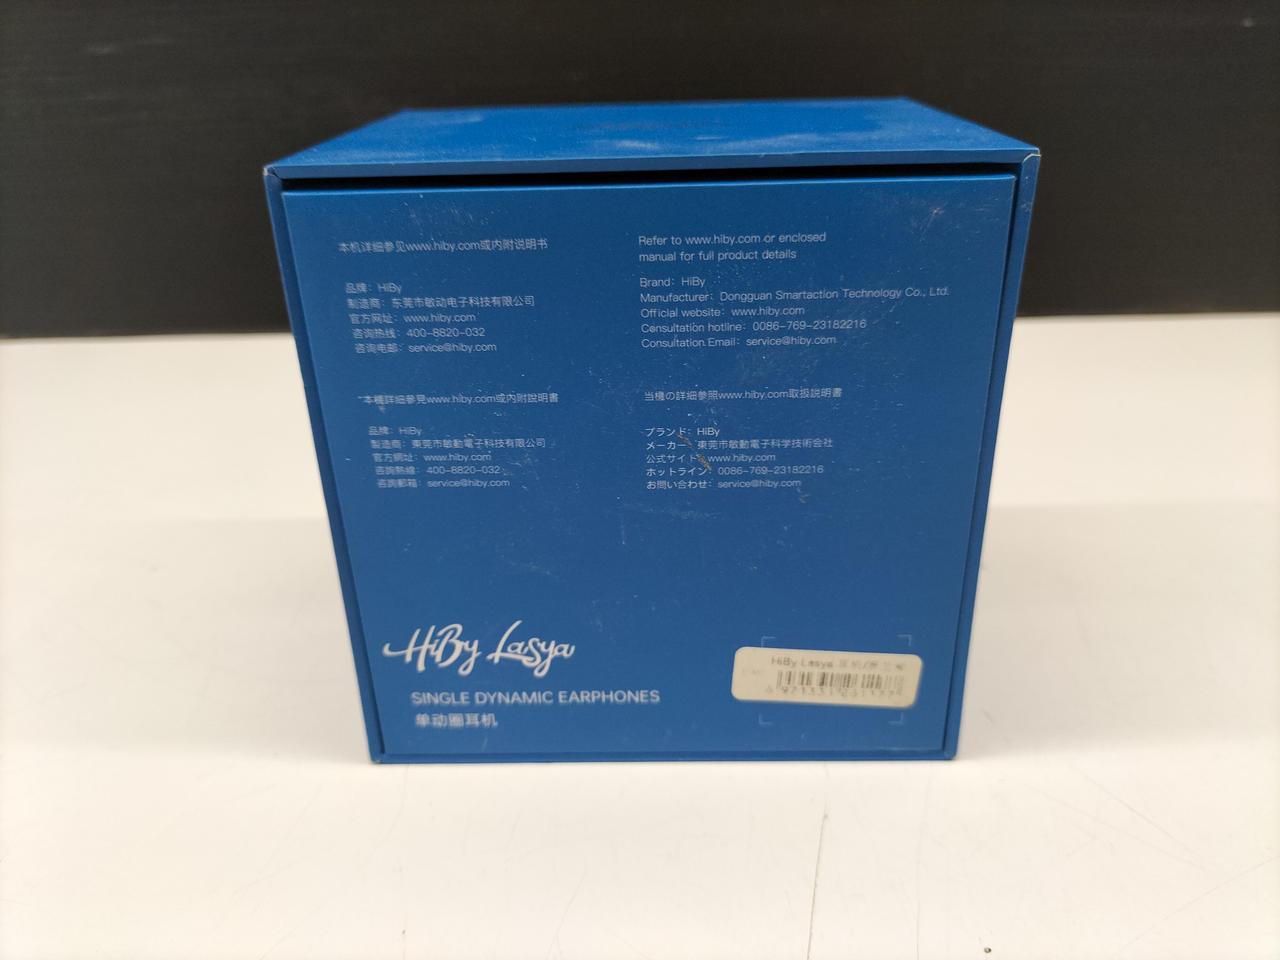 本机详细参见www.hiby.com或内附说明书
品牌：HiBy
制造商：东莞市敏动电子科技有限公司
官方网址：www.hiby.com
咨询热线：400-8820-032
咨询电邮：service@hiby.com
Refer to www.hiby.com or enclosed
manual for full product details
Brand：HiBy
Manufacturer：Dongguan Smartaction Technology Co., Ltd.
Official website：www.hiby.com
Consultation hotline：0086-769-23182216
Consultation Email：service@hiby.com
本機詳細參見www.hiby.com或內附說明書
品牌：HiBy
製造商：東莞市敏動電子科技有限公司
官方網址：www.hiby.com
咨詢熱線：400-8820-032
咨詢郵箱：service@hiby.com
当機の詳細参照www.hiby.com取扱説明書
ブランド：HiBy
メーカー：東莞市敏動電子科学技術会社
公式サイト：www.hiby.com
ホットライン：0086-769-23182216
お問い合わせ：service@hiby.com
HiBy Lasya
SINGLE DYNAMIC EARPHONES
单动圈耳机
HiBy Lasya